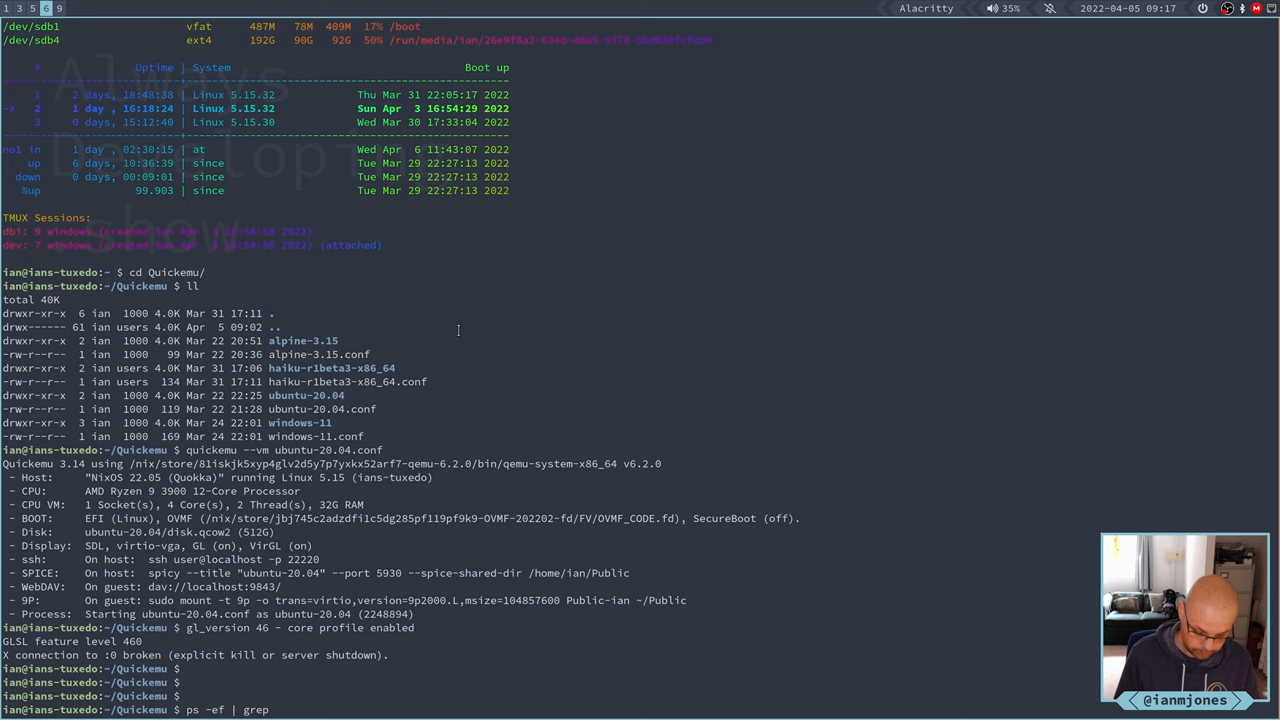 1 2 3 5 6 9 Alacritty 35% 2022-04-05 09:17
/dev/sdb1 vfat 487M 78M 409M 17% /boot
/dev/sdb4 ext4 192G 90G 92G 50%
# Uptime | System Boot up
1 2 days, 18:48:38 | Linux 5.15.32 Thu Mar 31 22:05:17 2022
-> 2 1 day , 16:18:24 | Linux 5.15.32 Sun Apr 3 16:54:29 2022
3 0 days, 15:12:40 | Linux 5.15.30 Wed Mar 30 17:33:04 2022
no1 in 1 day , 02:30:15 | at Wed Apr 6 11:43:07 2022
up 6 days, 10:36:39 | since Tue Mar 29 22:27:13 2022
down 0 days, 00:09:01 | since Tue Mar 29 22:27:13 2022
%up 99.903 | since Tue Mar 29 22:27:13 2022
Always
Developing
show
TMUX Sessions:
dbi: 9 windows (created Sun Apr 3 16:54:56 2022)
dev: 7 windows (created Sun Apr 3 16:54:56 2022) (attached)
ian@ians-tuxedo:~ $ cd Quickemu/
ian@ians-tuxedo:~/Quickemu $ ll
total 40K
drwxr-xr-x 6 ian 1000 4.0K Mar 31 17:11 .
drwx------ 61 ian users 4.0K Apr 5 09:02 ..
drwxr-xr-x 2 ian 1000 4.0K Mar 22 20:51 alpine-3.15
-rw-r--r-- 1 ian 1000 99 Mar 22 20:36 alpine-3.15.conf
drwxr-xr-x 2 ian users 4.0K Mar 31 17:06 haiku-r1beta3-x86_64
-rw-r--r-- 1 ian users 134 Mar 31 17:11 haiku-r1beta3-x86_64.conf
drwxr-xr-x 2 ian 1000 4.0K Mar 22 22:25 ubuntu-20.04
-rw-r--r-- 1 ian 1000 119 Mar 22 21:28 ubuntu-20.04.conf
drwxr-xr-x 3 ian 1000 4.0K Mar 24 22:01 windows-11
-rw-r--r-- 1 ian 1000 169 Mar 24 22:01 windows-11.conf
ian@ians-tuxedo:~/Quickemu $ quickemu --vm ubuntu-20.04.conf
Quickemu 3.14 using /nix/store/81iskjk5xyp4glv2d5y7p7yxkx52arf7-qemu-6.2.0/bin/qemu-system-x86_64 v6.2.0
- Host: "NixOS 22.05 (Quokka)" running Linux 5.15 (ians-tuxedo)
- CPU: AMD Ryzen 9 3900 12-Core Processor
- CPU VM: 1 Socket(s), 4 Core(s), 2 Thread(s), 32G RAM
- BOOT: EFI (Linux), OVMF (/nix/store/jbj745c2adzdfi1c5dg285pf119pf9k9-OVMF-202202-fd/FV/OVMF_CODE.fd), SecureBoot (off).
- Disk: ubuntu-20.04/disk.qcow2 (512G)
- Display: SDL, virtio-vga, GL (on), VirGL (on)
- ssh: On host: ssh user@localhost -p 22220
- SPICE: On host: spicy --title "ubuntu-20.04" --port 5930 --spice-shared-dir /home/ian/Public
- WebDAV: On guest: dav://localhost:9843/
- 9P: On guest: sudo mount -t 9p -o trans=virtio,version=9p2000.L,msize=104857600 Public-ian ~/Public
- Process: Starting ubuntu-20.04.conf as ubuntu-20.04 (2248894)
ian@ians-tuxedo:~/Quickemu $ gl_version 46 - core profile enabled
GLSL feature level 460
X connection to :0 broken (explicit kill or server shutdown).
ian@ians-tuxedo:~/Quickemu $
ian@ians-tuxedo:~/Quickemu $
ian@ians-tuxedo:~/Quickemu $
ian@ians-tuxedo:~/Quickemu $ ps -ef | grep
@ianmjones